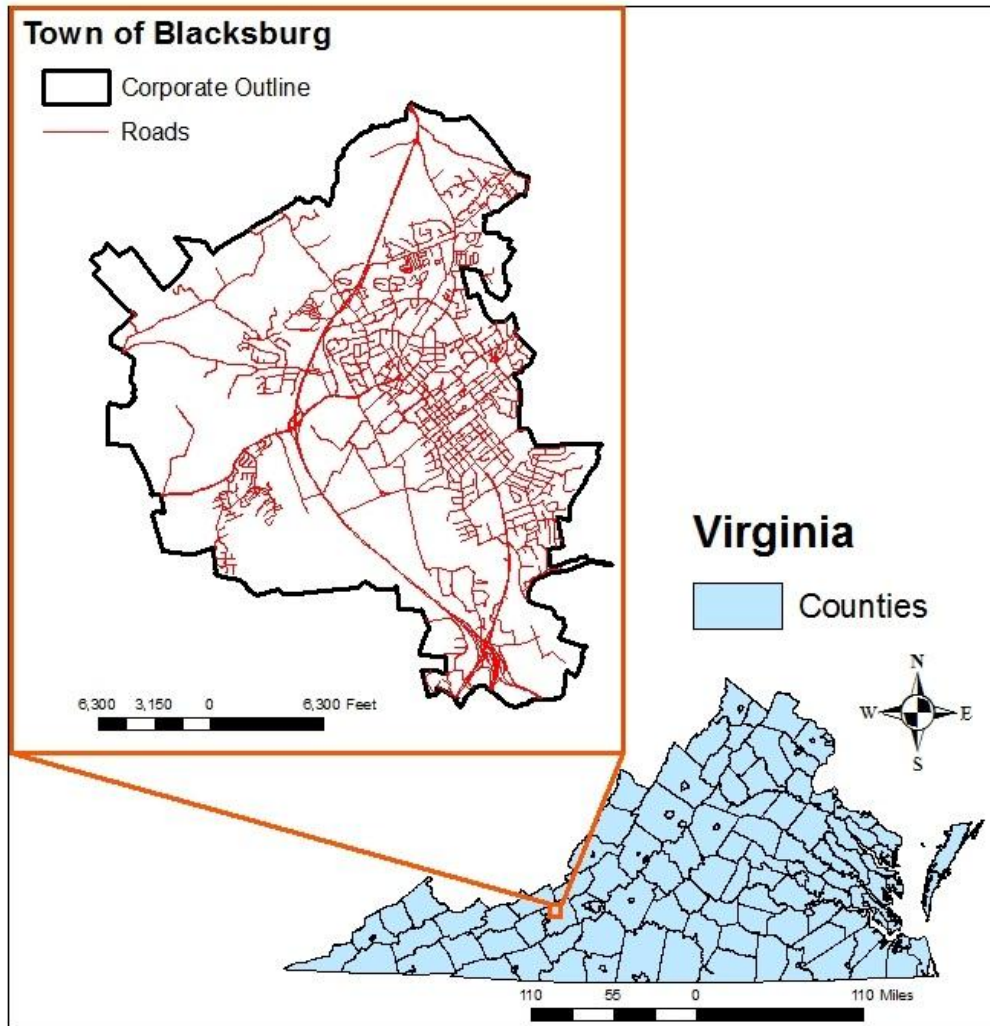 Town of Blacksburg
Corporate Outline
Roads
6,300 3,150 0 6,300 Feet
Virginia
Counties
N
W E
S
110 55 0 110 Miles